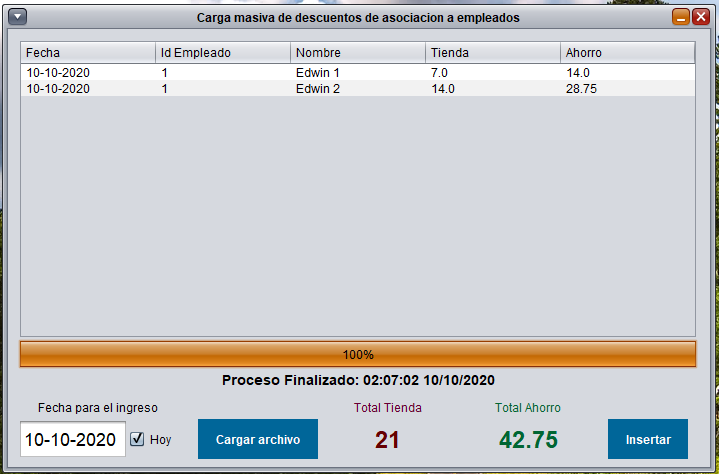 Carga masiva de descuentos de asociacion a empleados
Fecha Id Empleado Nombre Tienda Ahorro
10-10-2020 1 Edwin 1 7.0 14.0
10-10-2020 1 Edwin 2 14.0 28.75
100%
Proceso Finalizado: 02:07:02 10/10/2020
Fecha para el ingreso Total Tienda Total Ahorro
10-10-2020 Hoy Cargar archivo 21 42.75 Insertar